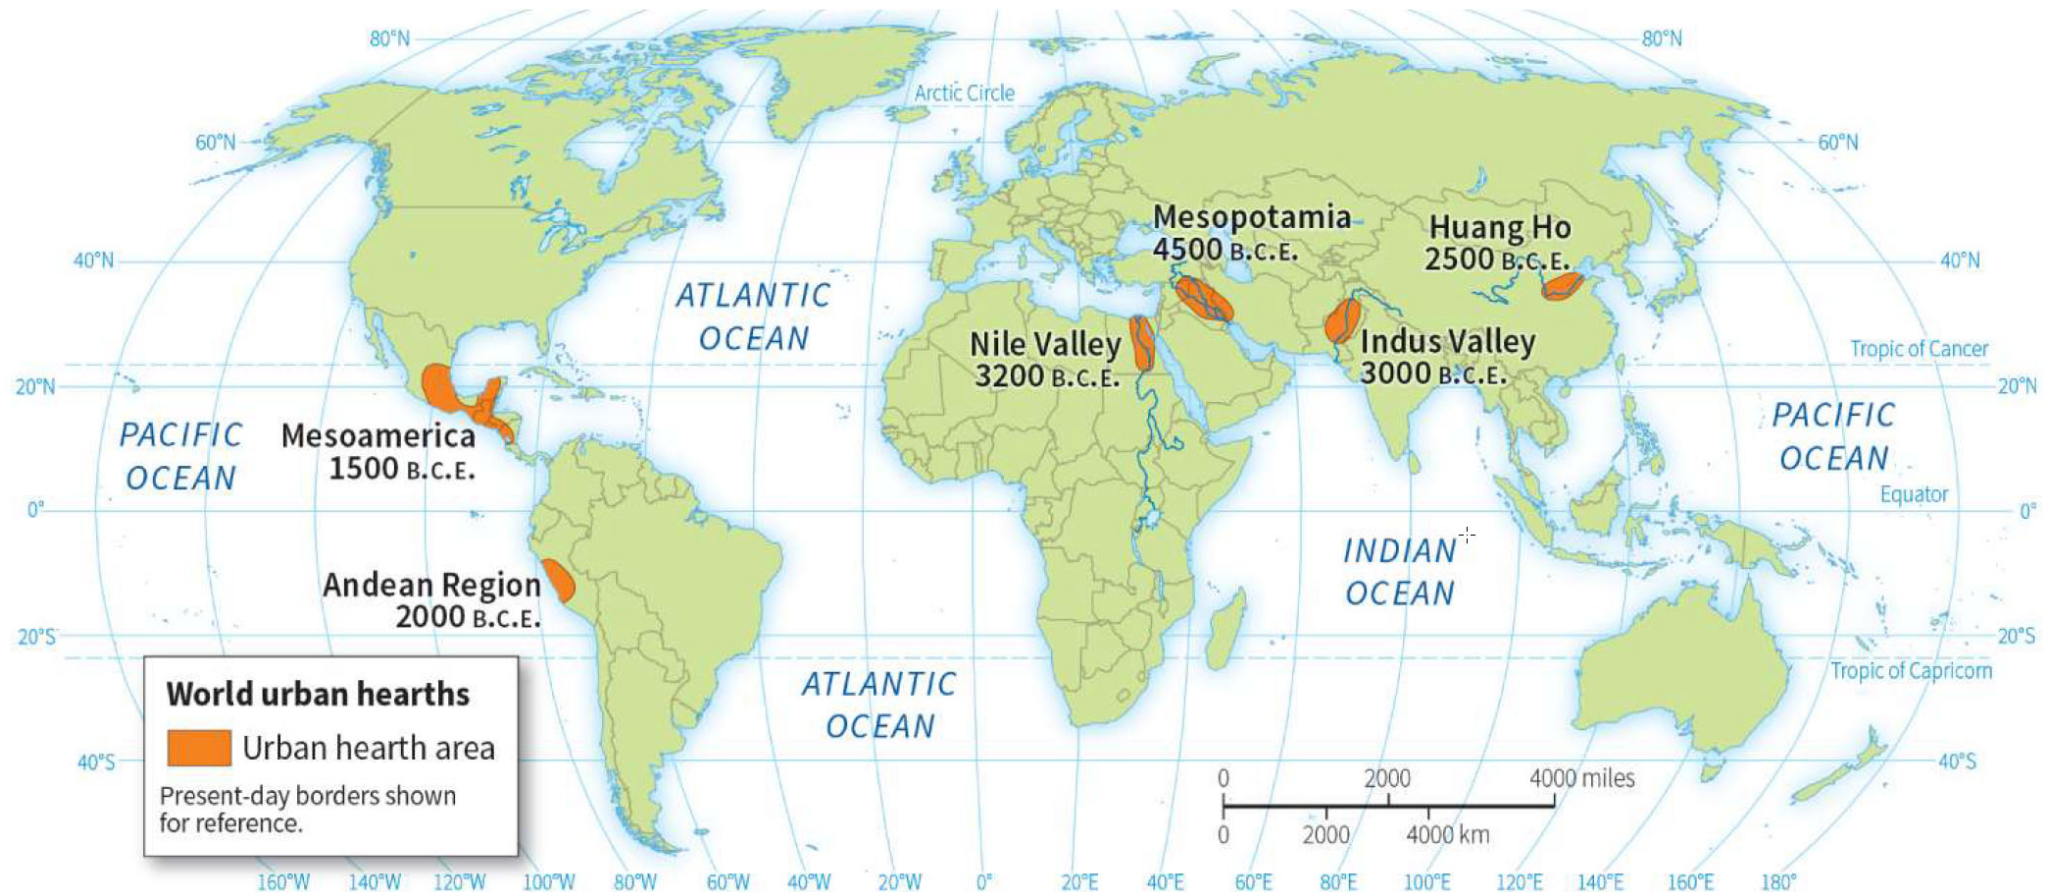 80°N
80°N
Arctic Circle
60°N
60°N
Mesopotamia
4500 B.C.E.
Huang Ho
2500 B.C.E.
40°N
40°N
ATLANTIC
OCEAN
Nile Valley
3200 B.C.E.
Indus Valley
3000 B.C.E.
Tropic of Cancer
20°N
20°N
PACIFIC
OCEAN
Mesoamerica
1500 B.C.E.
PACIFIC
OCEAN
Equator
0°
0°
INDIAN
OCEAN
Andean Region
2000 B.C.E.
20°S
20°S
Tropic of Capricorn
ATLANTIC
OCEAN
World urban hearths
Urban hearth area
Present-day borders shown
for reference.
40°S
40°S
0 2000 4000 miles
0 2000 4000 km
160°W 140°W 120°W 100°W 80°W 60°W 40°W 20°W 0° 20°E 40°E 60°E 80°E 100°E 120°E 140°E 160°E 180°